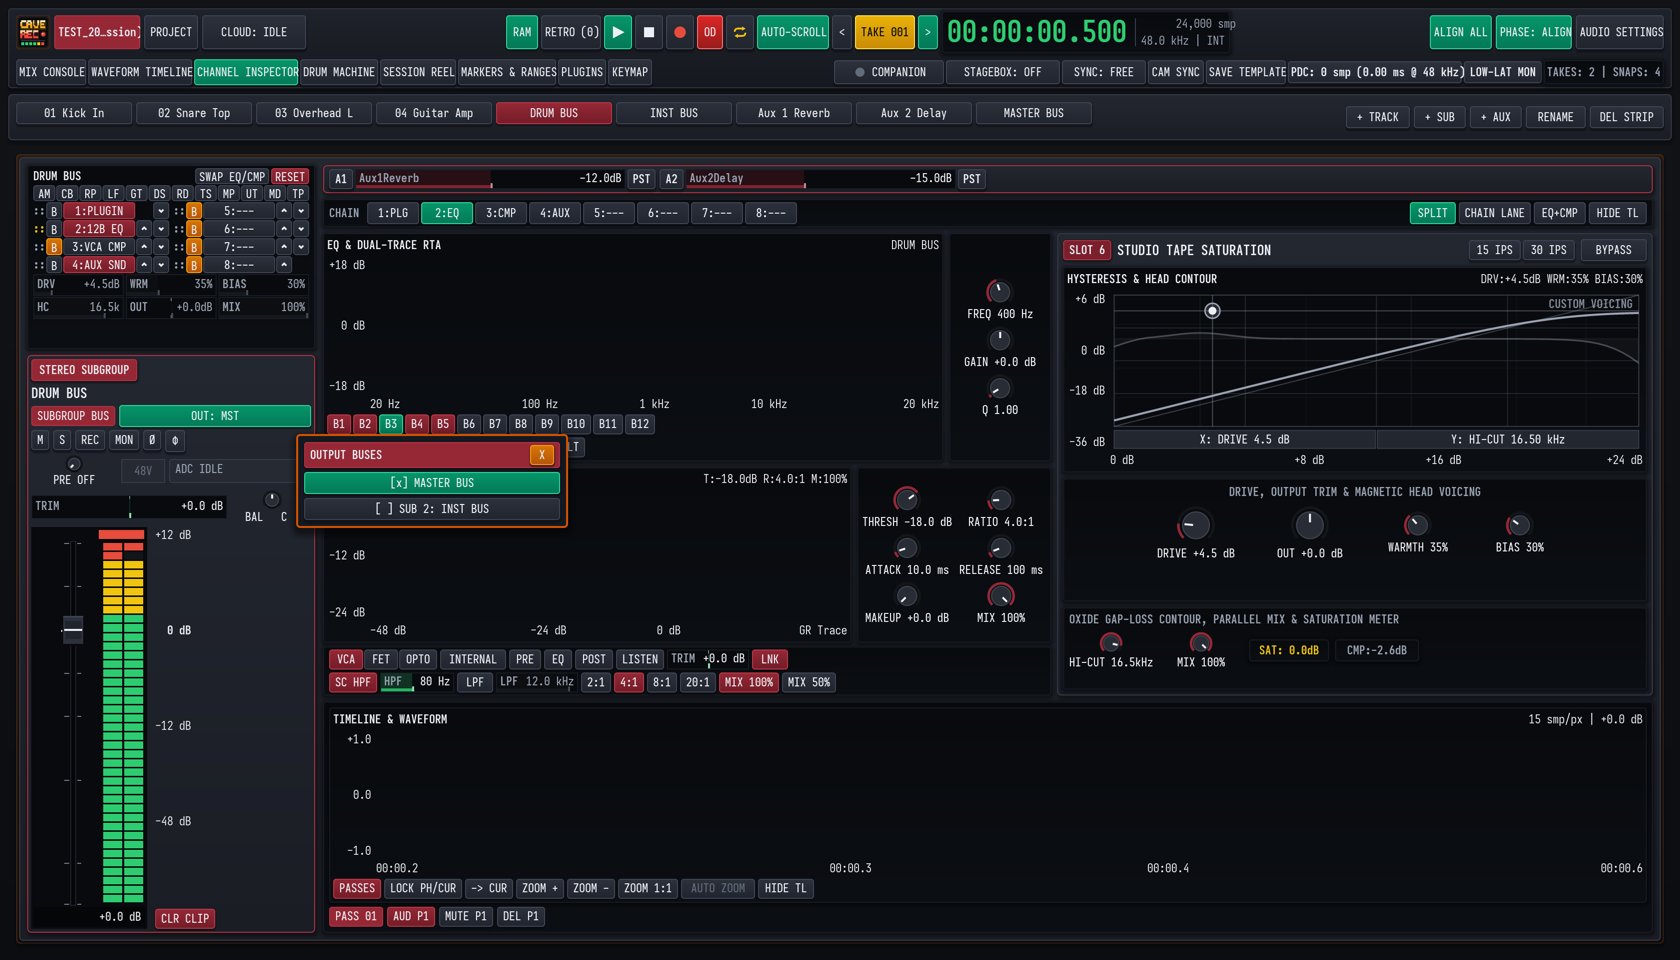 CAVE
REC
TEST_20…ssion]
PROJECT
CLOUD: IDLE
RAM
RETRO (0)
OD
AUTO-SCROLL
<
TAKE 001
>
00:00:00.500
24,000 smp
48.0 kHz | INT
ALIGN ALL
PHASE: ALIGN
AUDIO SETTINGS
MIX CONSOLE
WAVEFORM TIMELINE
CHANNEL INSPECTOR
DRUM MACHINE
SESSION REEL
MARKERS & RANGES
PLUGINS
KEYMAP
COMPANION
STAGEBOX: OFF
SYNC: FREE
CAM SYNC
SAVE TEMPLATE
PDC: 0 smp (0.00 ms @ 48 kHz)
LOW-LAT MON
TAKES: 2 | SNAPS: 4
01 Kick In
02 Snare Top
03 Overhead L
04 Guitar Amp
DRUM BUS
INST BUS
Aux 1 Reverb
Aux 2 Delay
MASTER BUS
+ TRACK
+ SUB
+ AUX
RENAME
DEL STRIP
DRUM BUS
SWAP EQ/CMP
RESET
AM CB RP LF GT DS RD TS MP UT MD TP
B 1:PLUGIN B 5:---
B 2:12B EQ B 6:---
B 3:VCA CMP B 7:---
B 4:AUX SND B 8:---
DRV +4.5dB WRM 35% BIAS 30%
HC 16.5k OUT +0.0dB MIX 100%
A1 Aux1Reverb -12.0dB PST
A2 Aux2Delay -15.0dB PST
CHAIN 1:PLG 2:EQ 3:CMP 4:AUX 5:--- 6:--- 7:--- 8:---
SPLIT
CHAIN LANE
EQ+CMP
HIDE TL
EQ & DUAL-TRACE RTA
DRUM BUS
+18 dB
0 dB
-18 dB
20 Hz 100 Hz 1 kHz 10 kHz 20 kHz
B1 B2 B3 B4 B5 B6 B7 B8 B9 B10 B11 B12
LT
FREQ 400 Hz
GAIN +0.0 dB
Q 1.00
SLOT 6
STUDIO TAPE SATURATION
15 IPS
30 IPS
BYPASS
HYSTERESIS & HEAD CONTOUR
DRV:+4.5dB WRM:35% BIAS:30%
CUSTOM VOICING
+6 dB
0 dB
-18 dB
-36 dB
X: DRIVE 4.5 dB
Y: HI-CUT 16.50 kHz
0 dB +8 dB +16 dB +24 dB
DRIVE, OUTPUT TRIM & MAGNETIC HEAD VOICING
DRIVE +4.5 dB
OUT +0.0 dB
WARMTH 35%
BIAS 30%
OXIDE GAP-LOSS CONTOUR, PARALLEL MIX & SATURATION METER
HI-CUT 16.5kHz
MIX 100%
SAT: 0.0dB
CMP:-2.6dB
STEREO SUBGROUP
DRUM BUS
SUBGROUP BUS
OUT: MST
M S REC MON Ø ϕ
PRE OFF
48V
ADC IDLE
TRIM +0.0 dB
BAL C
+12 dB
0 dB
-12 dB
-48 dB
+0.0 dB
CLR CLIP
OUTPUT BUSES
X
[x] MASTER BUS
[ ] SUB 2: INST BUS
T:-18.0dB R:4.0:1 M:100%
-12 dB
-24 dB
-48 dB -24 dB 0 dB GR Trace
THRESH -18.0 dB
RATIO 4.0:1
ATTACK 10.0 ms
RELEASE 100 ms
MAKEUP +0.0 dB
MIX 100%
VCA FET OPTO INTERNAL PRE EQ POST LISTEN TRIM +0.0 dB LNK
SC HPF HPF 80 Hz LPF LPF 12.0 kHz 2:1 4:1 8:1 20:1 MIX 100% MIX 50%
TIMELINE & WAVEFORM
15 smp/px | +0.0 dB
+1.0
0.0
-1.0
00:00.2 00:00.3 00:00.4 00:00.6
PASSES
LOCK PH/CUR
-> CUR
ZOOM +
ZOOM -
ZOOM 1:1
AUTO ZOOM
HIDE TL
PASS 01
AUD P1
MUTE P1
DEL P1